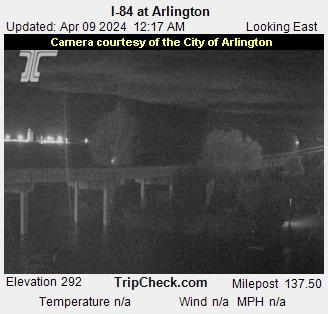 I-84 at Arlington
Updated: Apr 09 2024 12:17 AM Looking East
Camera courtesy of the City of Arlington
Elevation 292 TripCheck.com Milepost 137.50
Temperature n/a Wind n/a MPH n/a